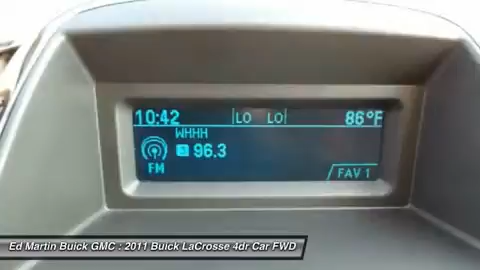 10:42 LO LO 86°F
WHHH
96.3
FM
FAV 1
Ed Martin Buick GMC : 2011 Buick LaCrosse 4dr Car FWD